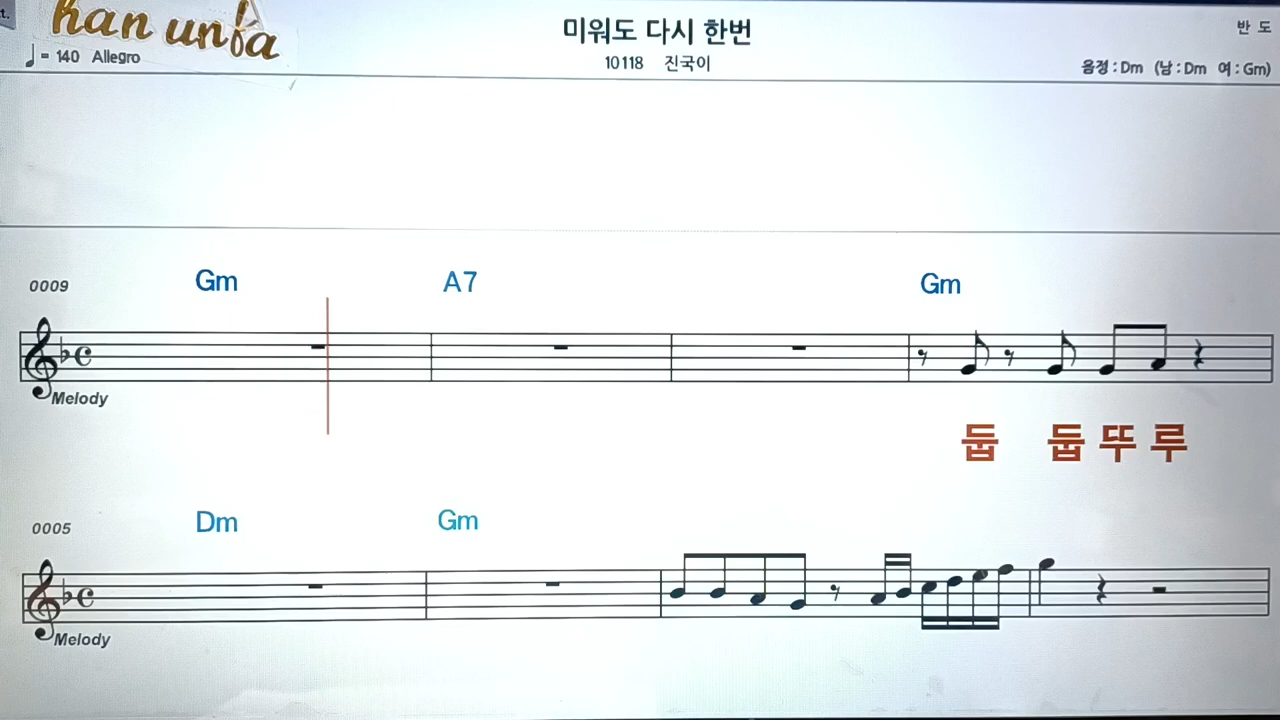 t.
han unfa
미워도 다시 한번
반 도
♩= 140 Allegro
10118 진국이
음정 : Dm (남 : Dm 여 : Gm)
0009 Gm A7 Gm
Melody
둡 둡 뚜 루
0005 Dm Gm
Melody